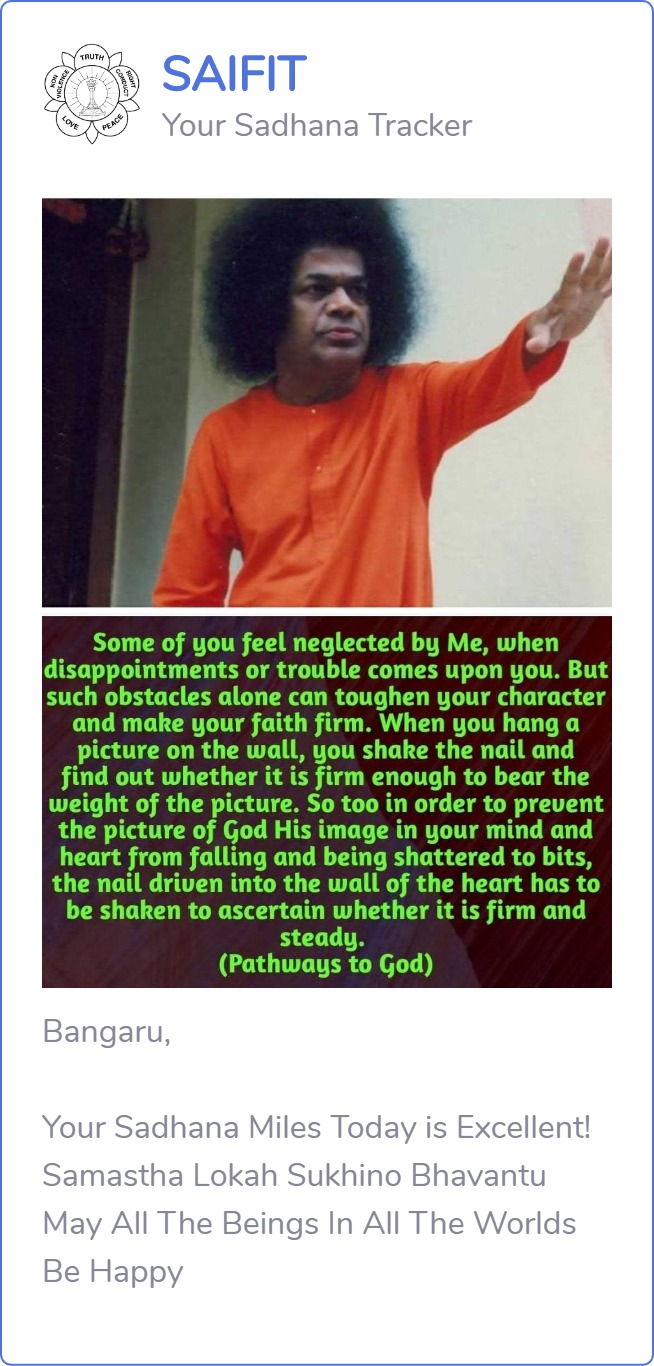 TRUTH
RIGHT
CONDUCT
PEACE
LOVE
NON
VIOLENCE
SAIFIT
Your Sadhana Tracker
Some of you feel neglected by Me, when
disappointments or trouble comes upon you. But
such obstacles alone can toughen your character
and make your faith firm. When you hang a
picture on the wall, you shake the nail and
find out whether it is firm enough to bear the
weight of the picture. So too in order to prevent
the picture of God His image in your mind and
heart from falling and being shattered to bits,
the nail driven into the wall of the heart has to
be shaken to ascertain whether it is firm and
steady.
(Pathways to God)
Bangaru,
Your Sadhana Miles Today is Excellent!
Samastha Lokah Sukhino Bhavantu
May All The Beings In All The Worlds
Be Happy